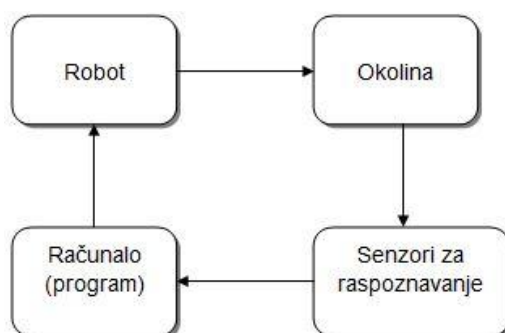 Robot
Okolina
Računalo
(program)
Senzori za
raspoznavanje